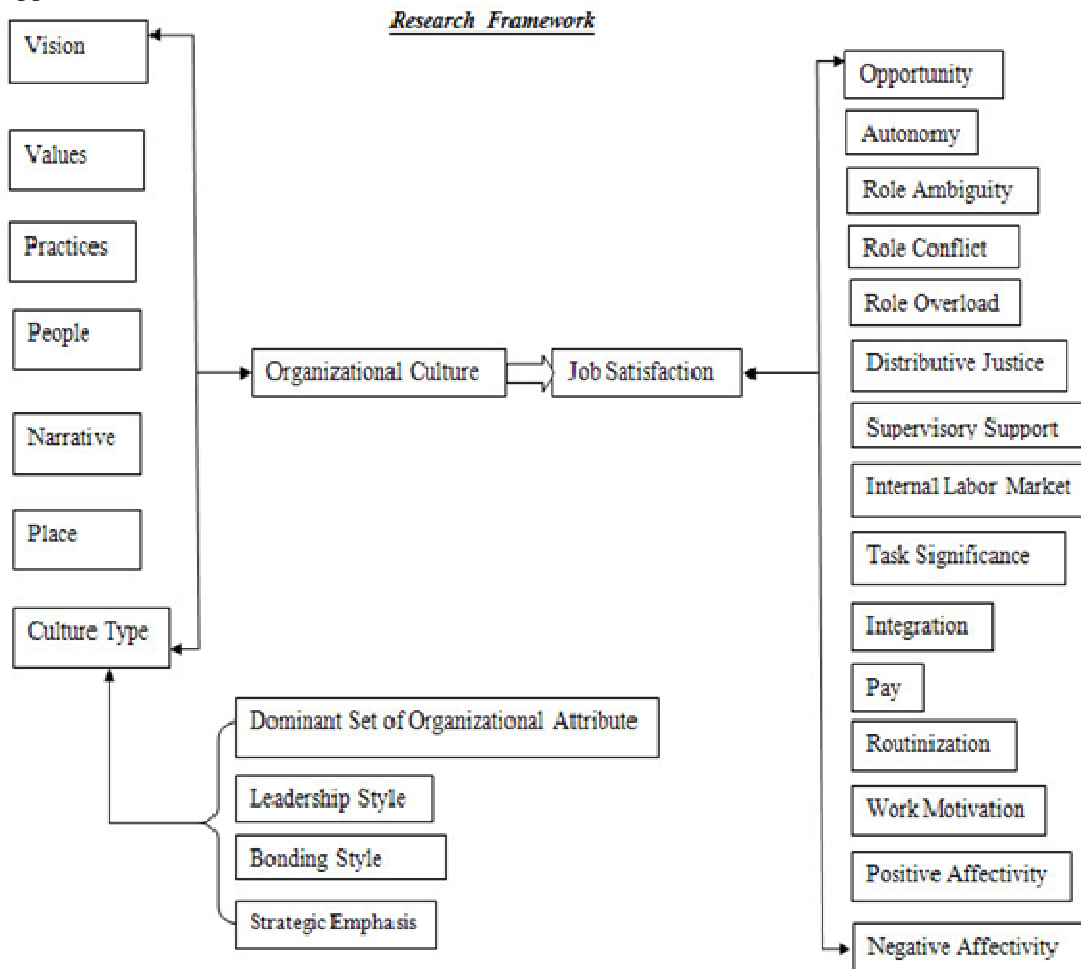 Research Framework
Vision
Values
Practices
People
Narrative
Place
Culture Type
Organizational Culture
Job Satisfaction
Dominant Set of Organizational Attribute
Leadership Style
Bonding Style
Strategic Emphasis
Opportunity
Autonomy
Role Ambiguity
Role Conflict
Role Overload
Distributive Justice
Supervisory Support
Internal Labor Market
Task Significance
Integration
Pay
Routinization
Work Motivation
Positive Affectivity
Negative Affectivity